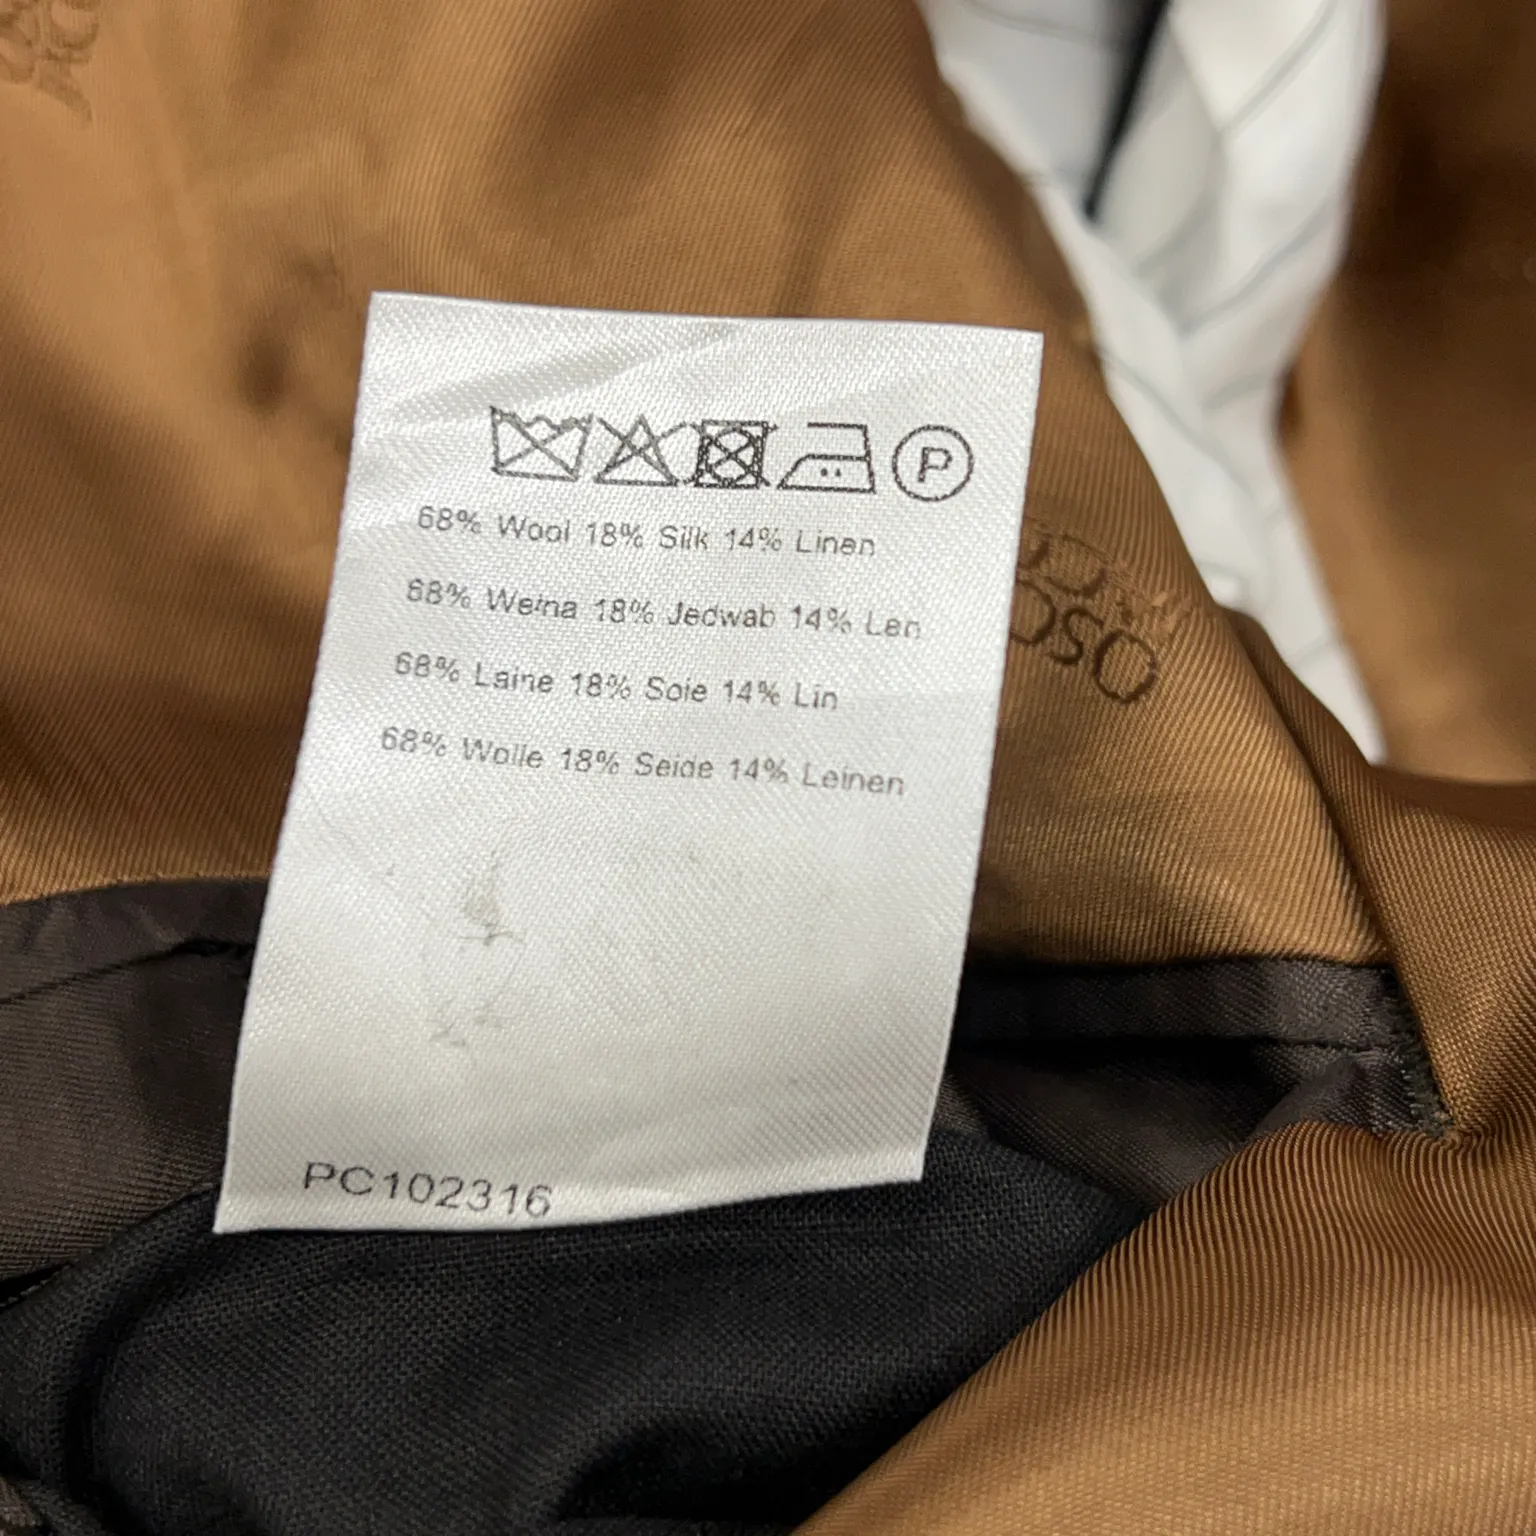 P
68% Wool 18% Silk 14% Linen
68% Wełna 18% Jedwab 14% Len
68% Laine 18% Soie 14% Lin
68% Wolle 18% Seide 14% Leinen
PC102316